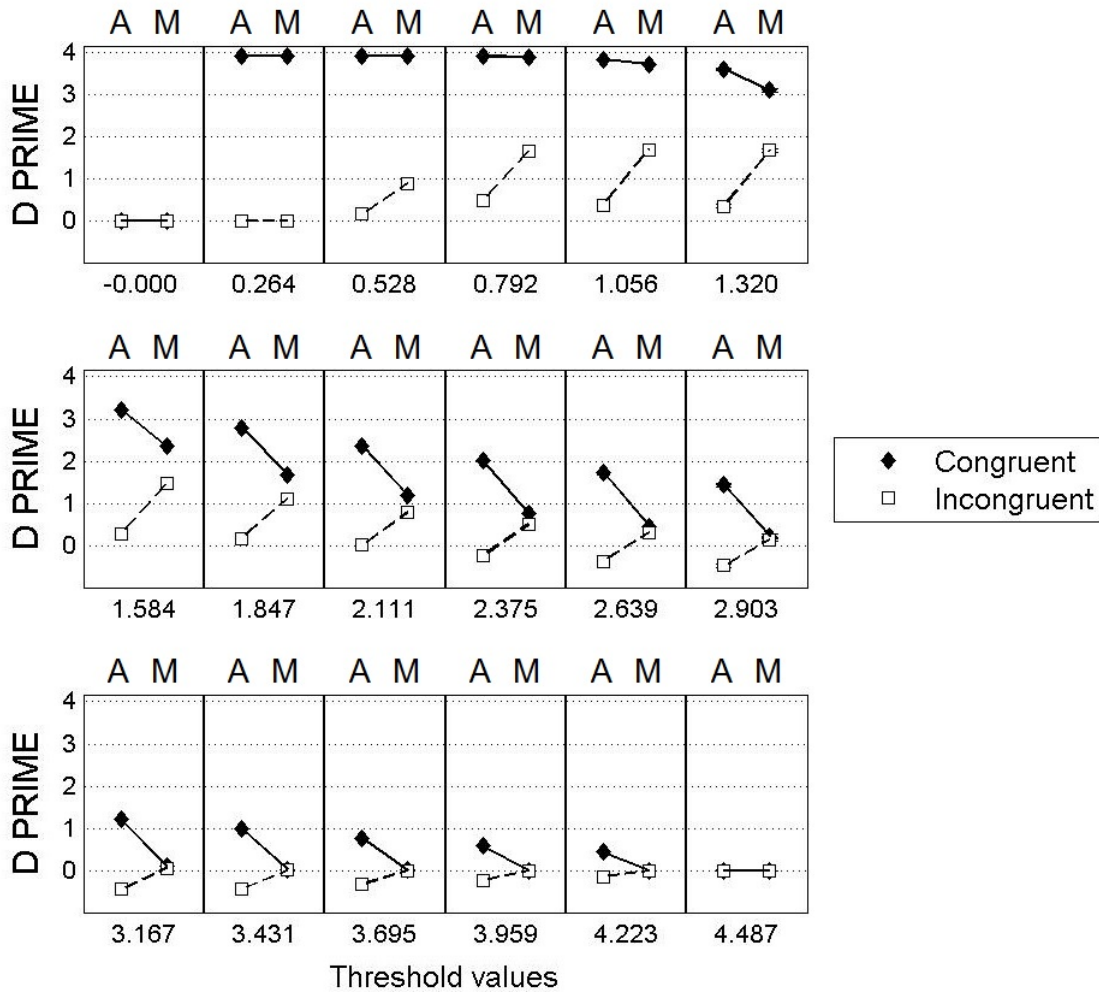 A M A M A M A M A M A M
D PRIME
4
3
2
1
0
-0.000 0.264 0.528 0.792 1.056 1.320
A M A M A M A M A M A M
D PRIME
4
3
2
1
0
1.584 1.847 2.111 2.375 2.639 2.903
Congruent
Incongruent
A M A M A M A M A M A M
D PRIME
4
3
2
1
0
3.167 3.431 3.695 3.959 4.223 4.487
Threshold values